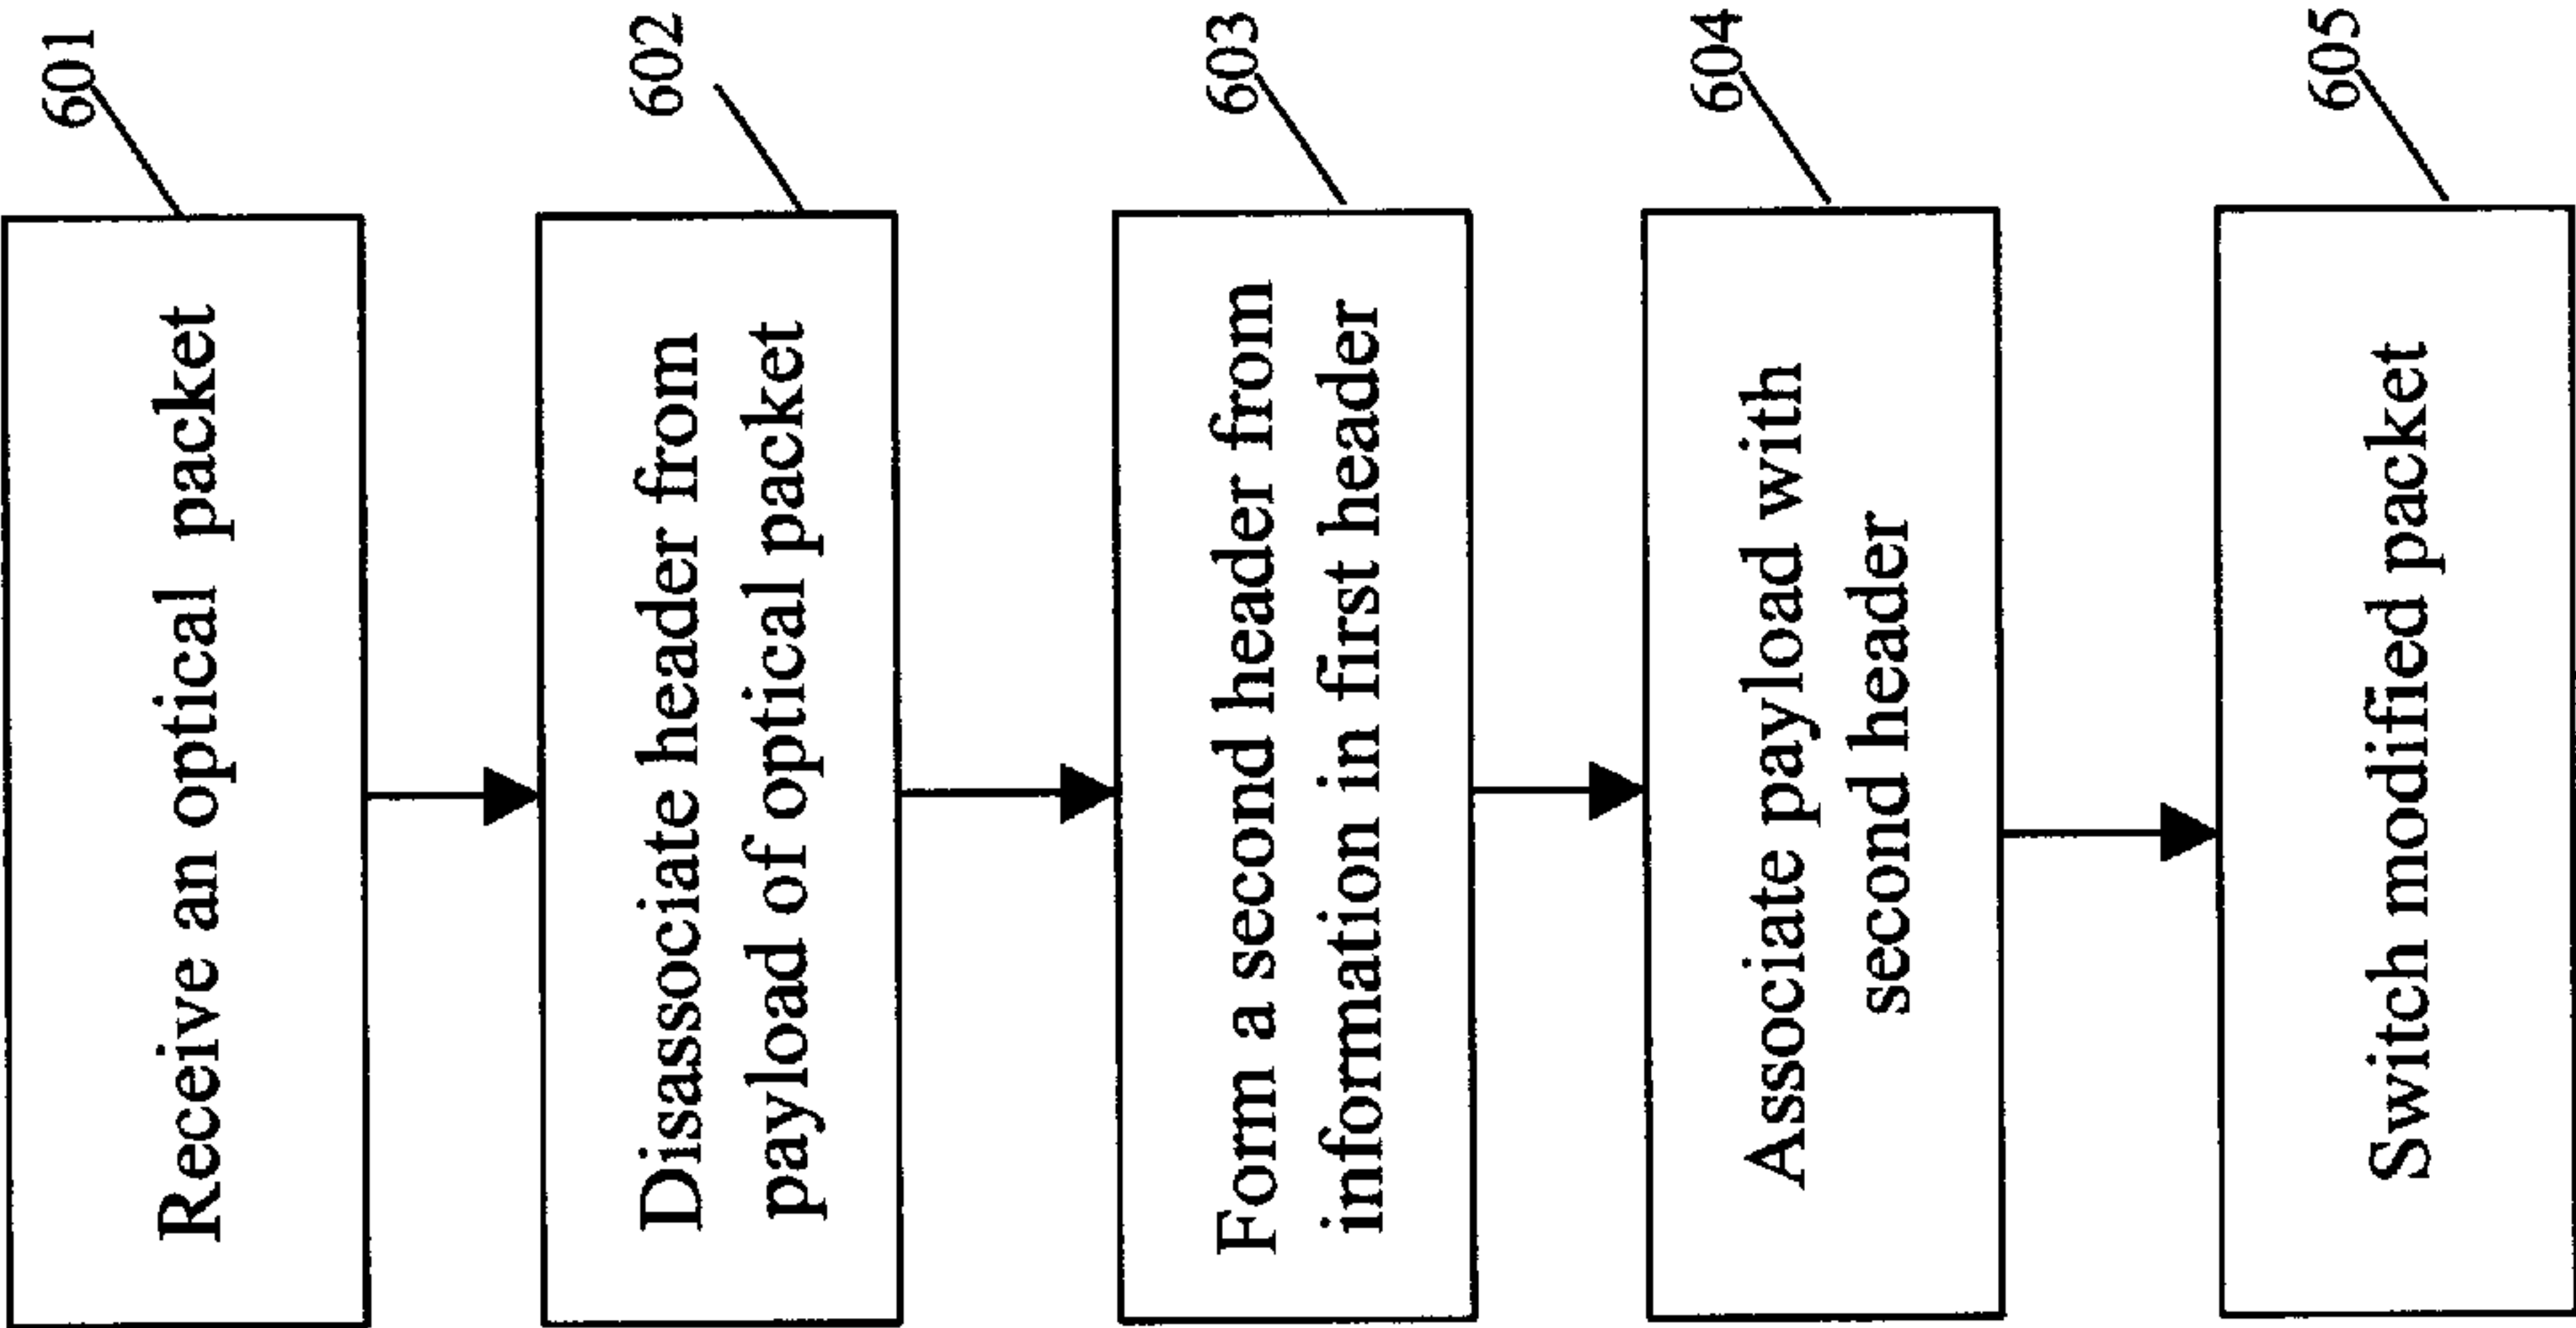 601
Receive an optical packet
602
Disassociate header from
payload of optical packet
603
Form a second header from
information in first header
604
Associate payload with
second header
605
Switch modified packet